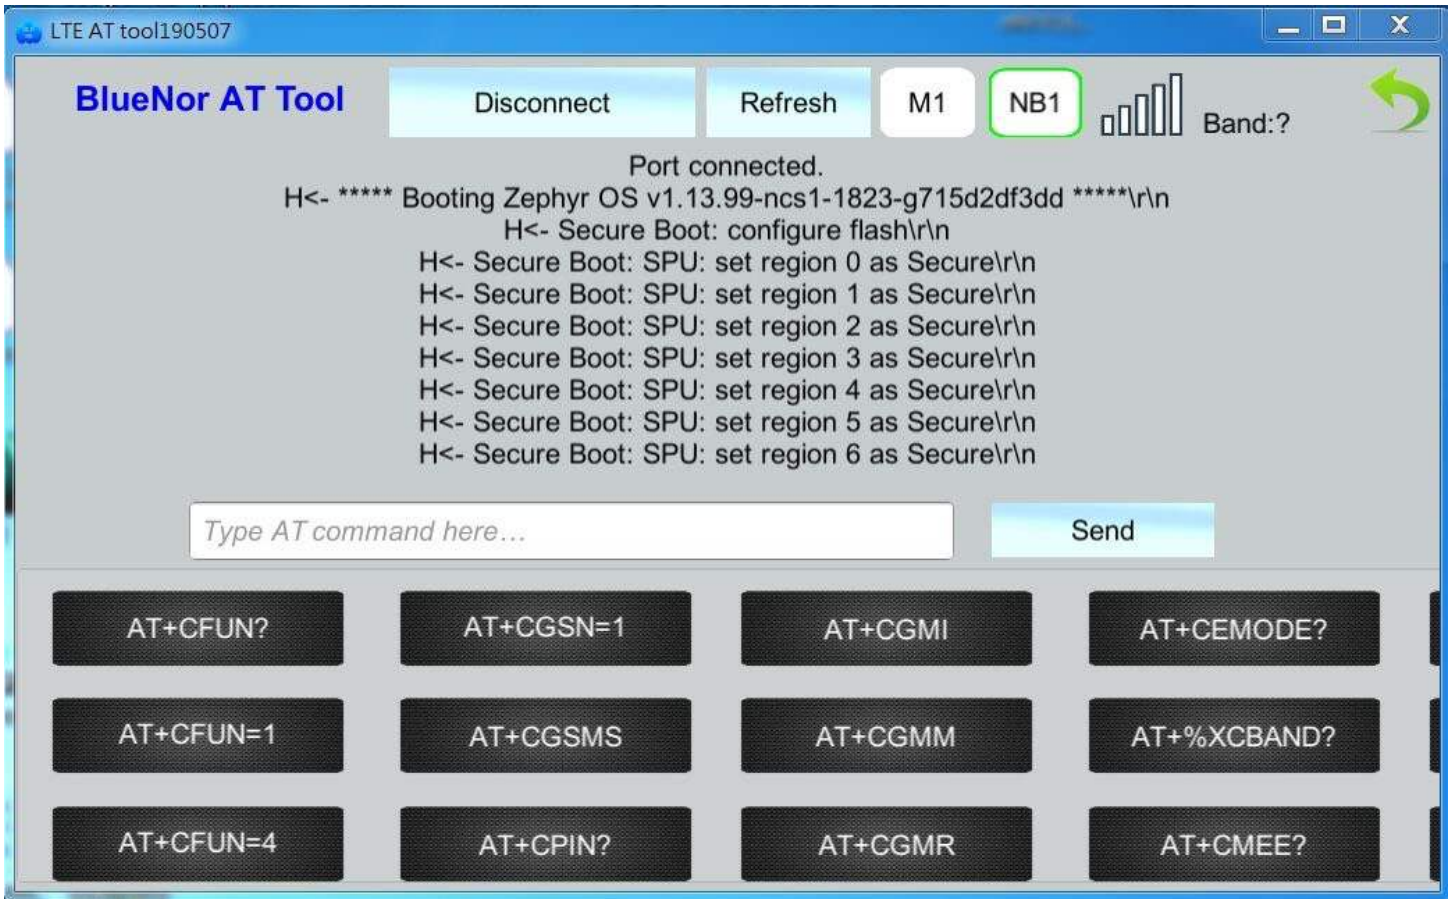 LTE AT tool190507
BlueNor AT Tool
Disconnect
Refresh
M1
NB1
Band:?
Port connected.
H<- ***** Booting Zephyr OS v1.13.99-ncs1-1823-g715d2df3dd *****\r\n
H<- Secure Boot: configure flash\r\n
H<- Secure Boot: SPU: set region 0 as Secure\r\n
H<- Secure Boot: SPU: set region 1 as Secure\r\n
H<- Secure Boot: SPU: set region 2 as Secure\r\n
H<- Secure Boot: SPU: set region 3 as Secure\r\n
H<- Secure Boot: SPU: set region 4 as Secure\r\n
H<- Secure Boot: SPU: set region 5 as Secure\r\n
H<- Secure Boot: SPU: set region 6 as Secure\r\n
Type AT command here...
Send
AT+CFUN?
AT+CGSN=1
AT+CGMI
AT+CEMODE?
AT+CFUN=1
AT+CGSMS
AT+CGMM
AT+%XCBAND?
AT+CFUN=4
AT+CPIN?
AT+CGMR
AT+CMEE?